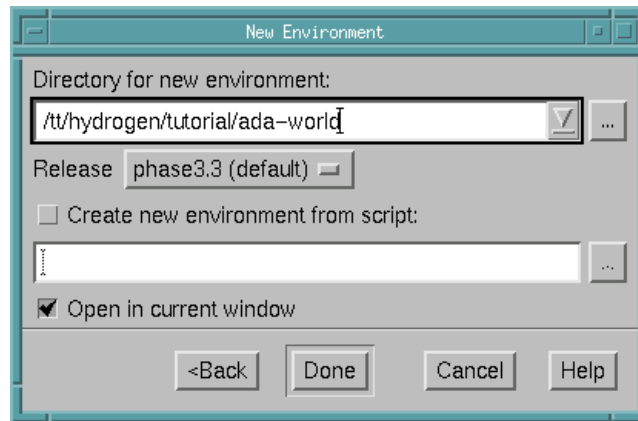 New Environment
Directory for new environment:
/tt/hydrogen/tutorial/ada-world
...
Release phase3.3 (default)
Create new environment from script:
...
Open in current window
<Back Done Cancel Help